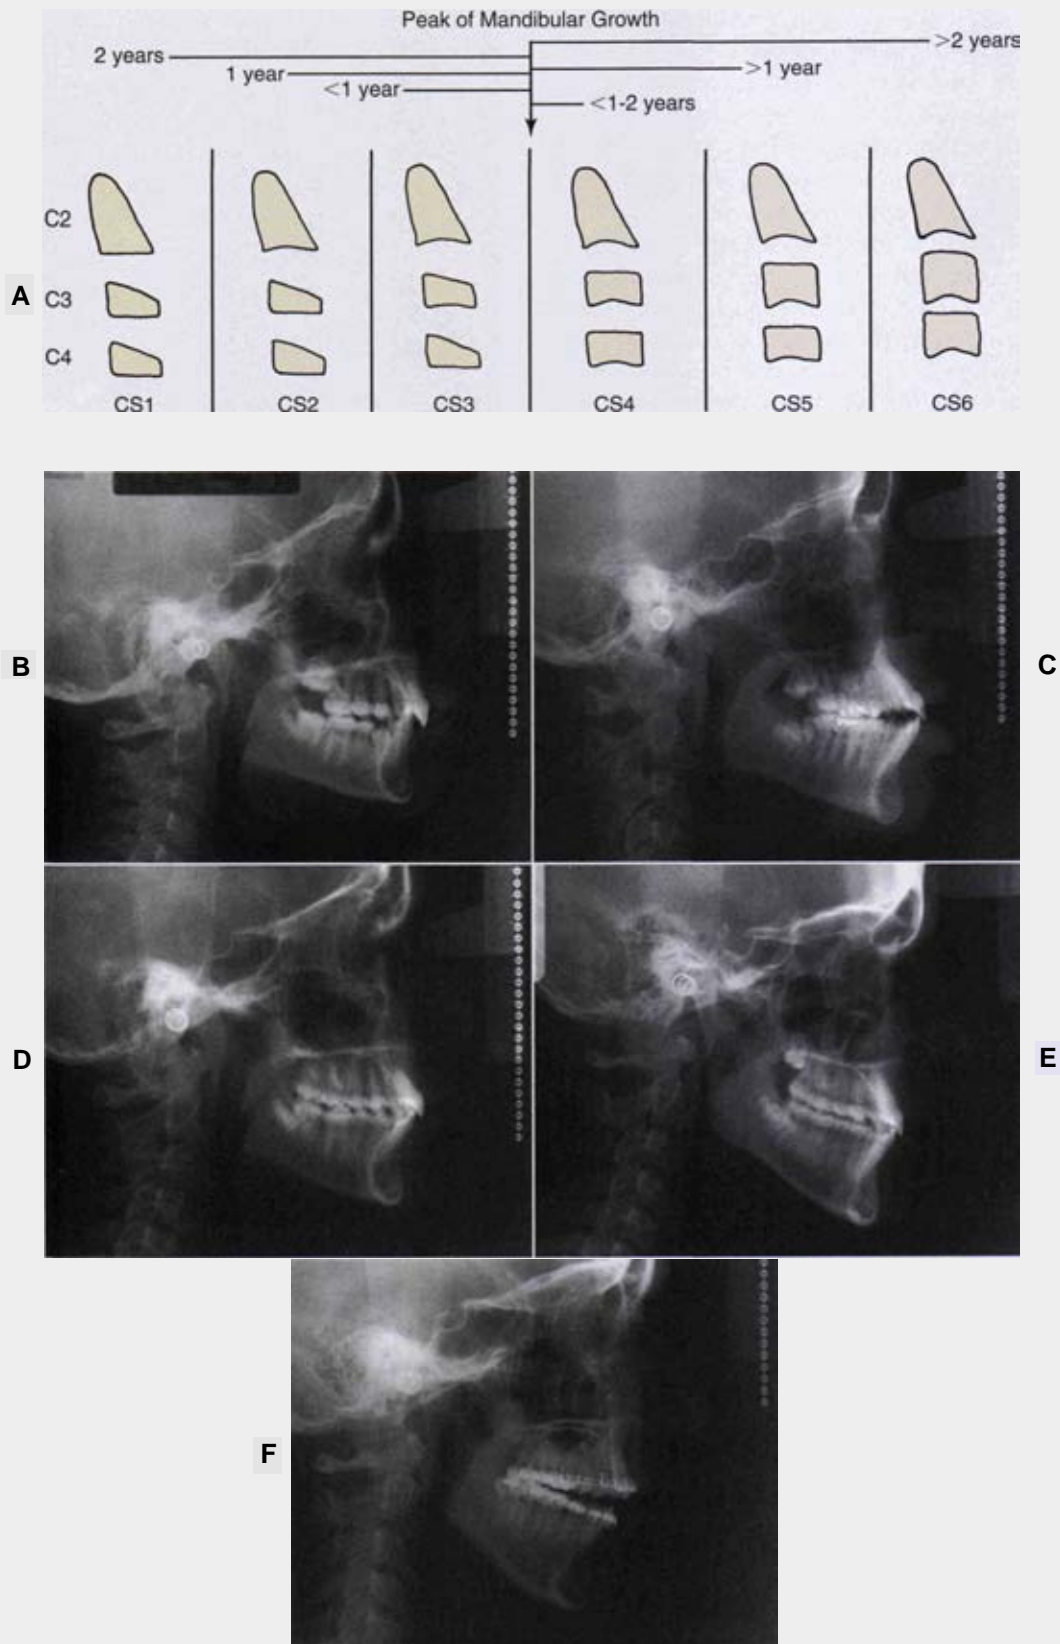 Peak of Mandibular Growth
>2 years
2 years
1 year
>1 year
<1 year
<1-2 years
C2
A
C3
C4
CS1 CS2 CS3 CS4 CS5 CS6
B
C
D
E
F